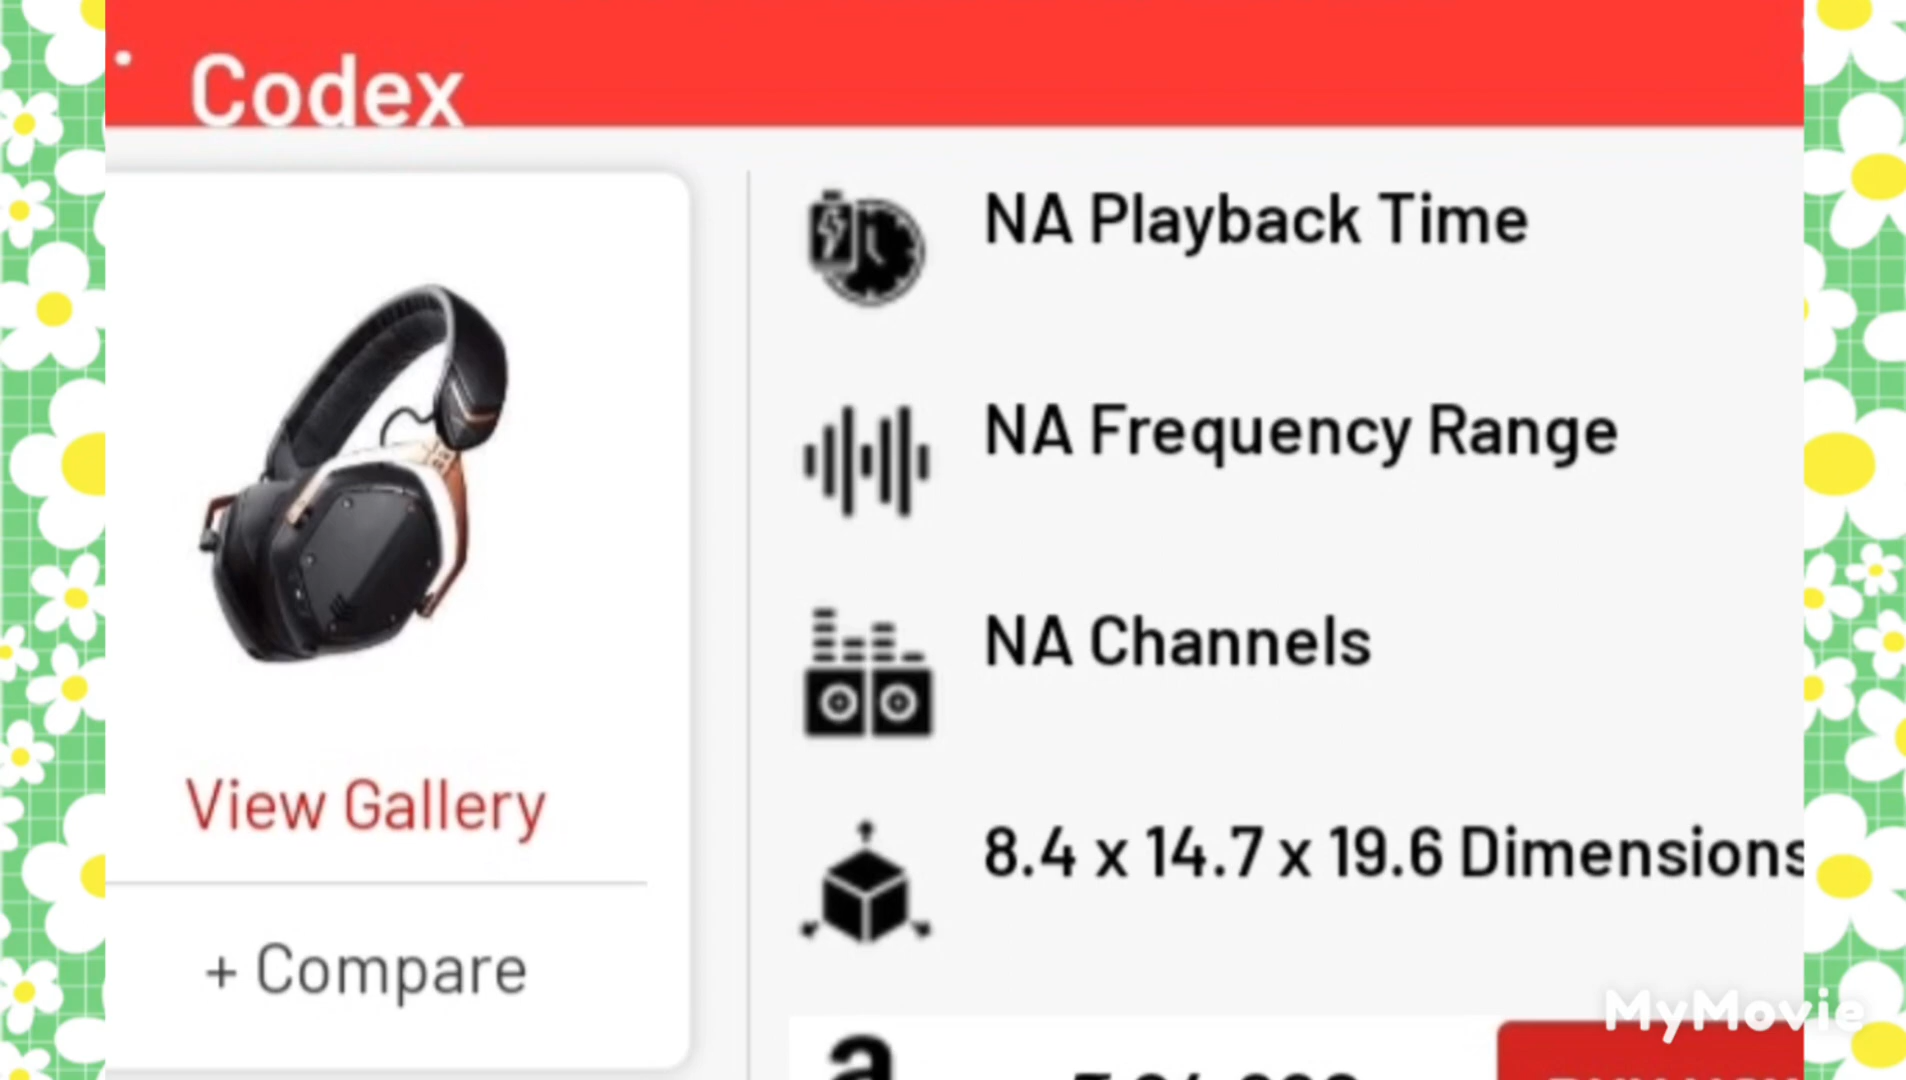 Codex
NA Playback Time
NA Frequency Range
NA Channels
8.4 x 14.7 x 19.6 Dimensions
View Gallery
+ Compare
a
MyMovie